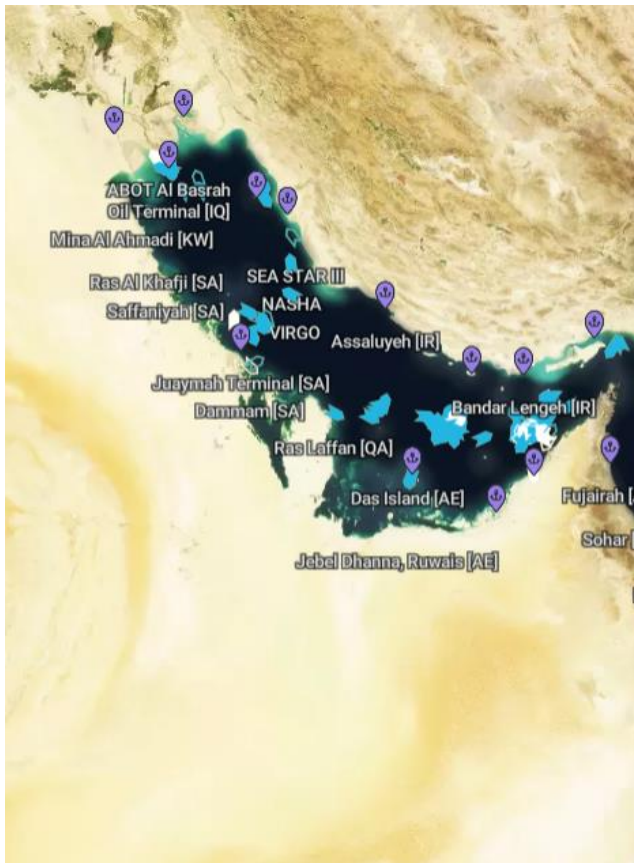 ABOT Al Basrah
Oil Terminal [IQ]
Mina Al Ahmadi [KW]
Ras Al Khafji [SA]
SEA STAR III
Saffaniyah [SA]
NASHA
VIRGO
Assaluyeh [IR]
Juaymah Terminal [SA]
Dammam [SA]
Bandar Lengeh [IR]
Ras Laffan [QA]
Das Island [AE]
Fujairah [
Sohar [
Jebel Dhanna, Ruwais [AE]